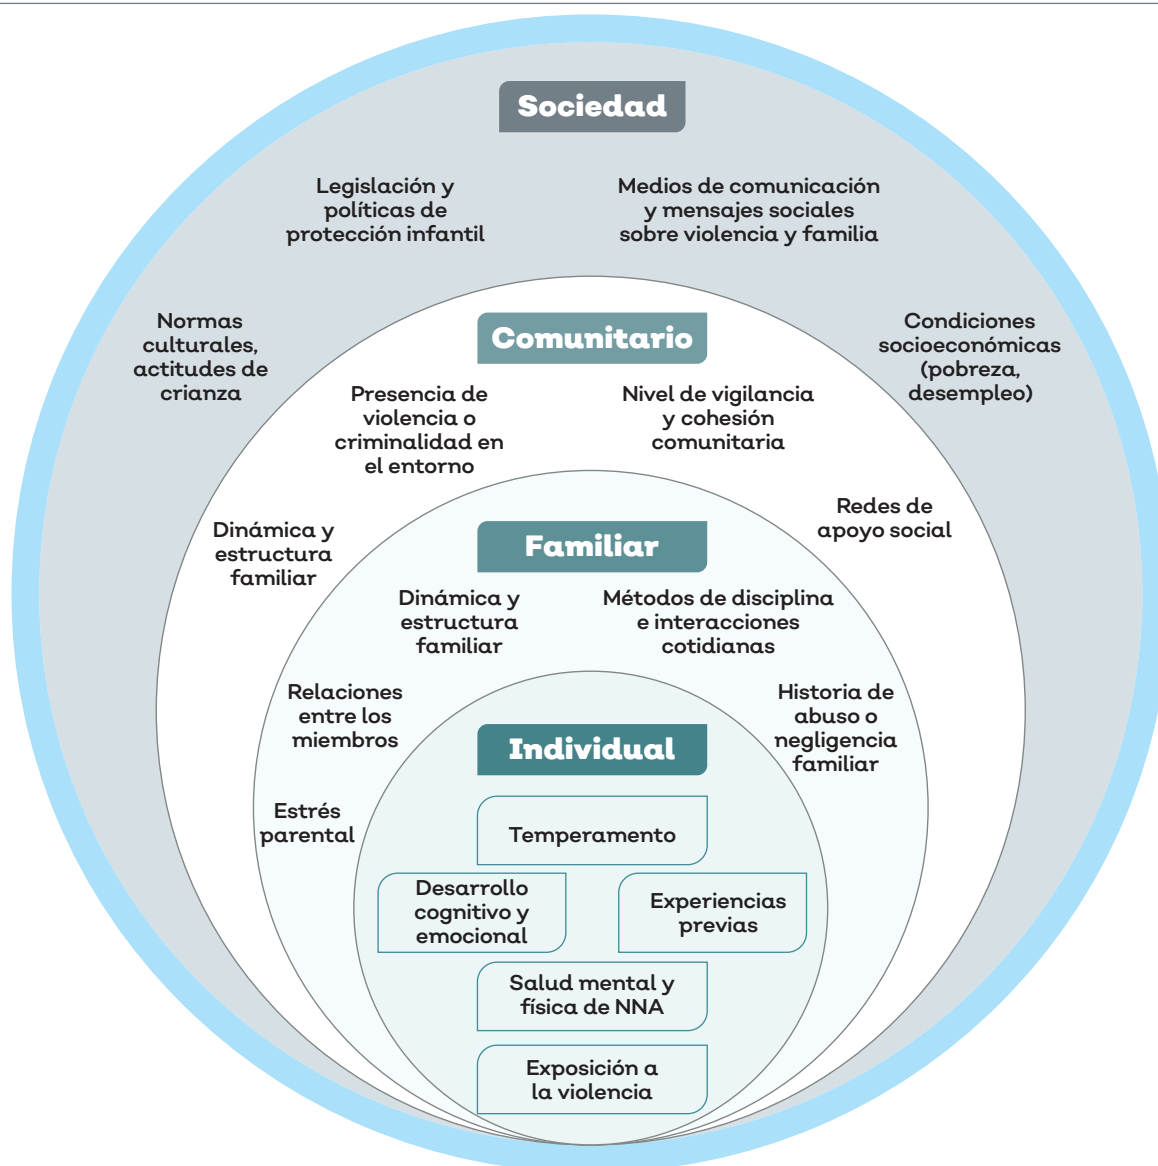 Sociedad
Legislación y
políticas de
protección infantil
Medios de comunicación
y mensajes sociales
sobre violencia y familia
Normas
culturales,
actitudes de
crianza
Condiciones
socioeconómicas
(pobreza,
desempleo)
Comunitario
Presencia de
violencia o
criminalidad en
el entorno
Nivel de vigilancia
y cohesión
comunitaria
Dinámica y
estructura
familiar
Redes de
apoyo social
Familiar
Dinámica y
estructura
familiar
Métodos de disciplina
e interacciones
cotidianas
Relaciones
entre los
miembros
Historia de
abuso o
negligencia
familiar
Estrés
parental
Individual
Temperamento
Desarrollo
cognitivo y
emocional
Experiencias
previas
Salud mental y
física de NNA
Exposición a
la violencia